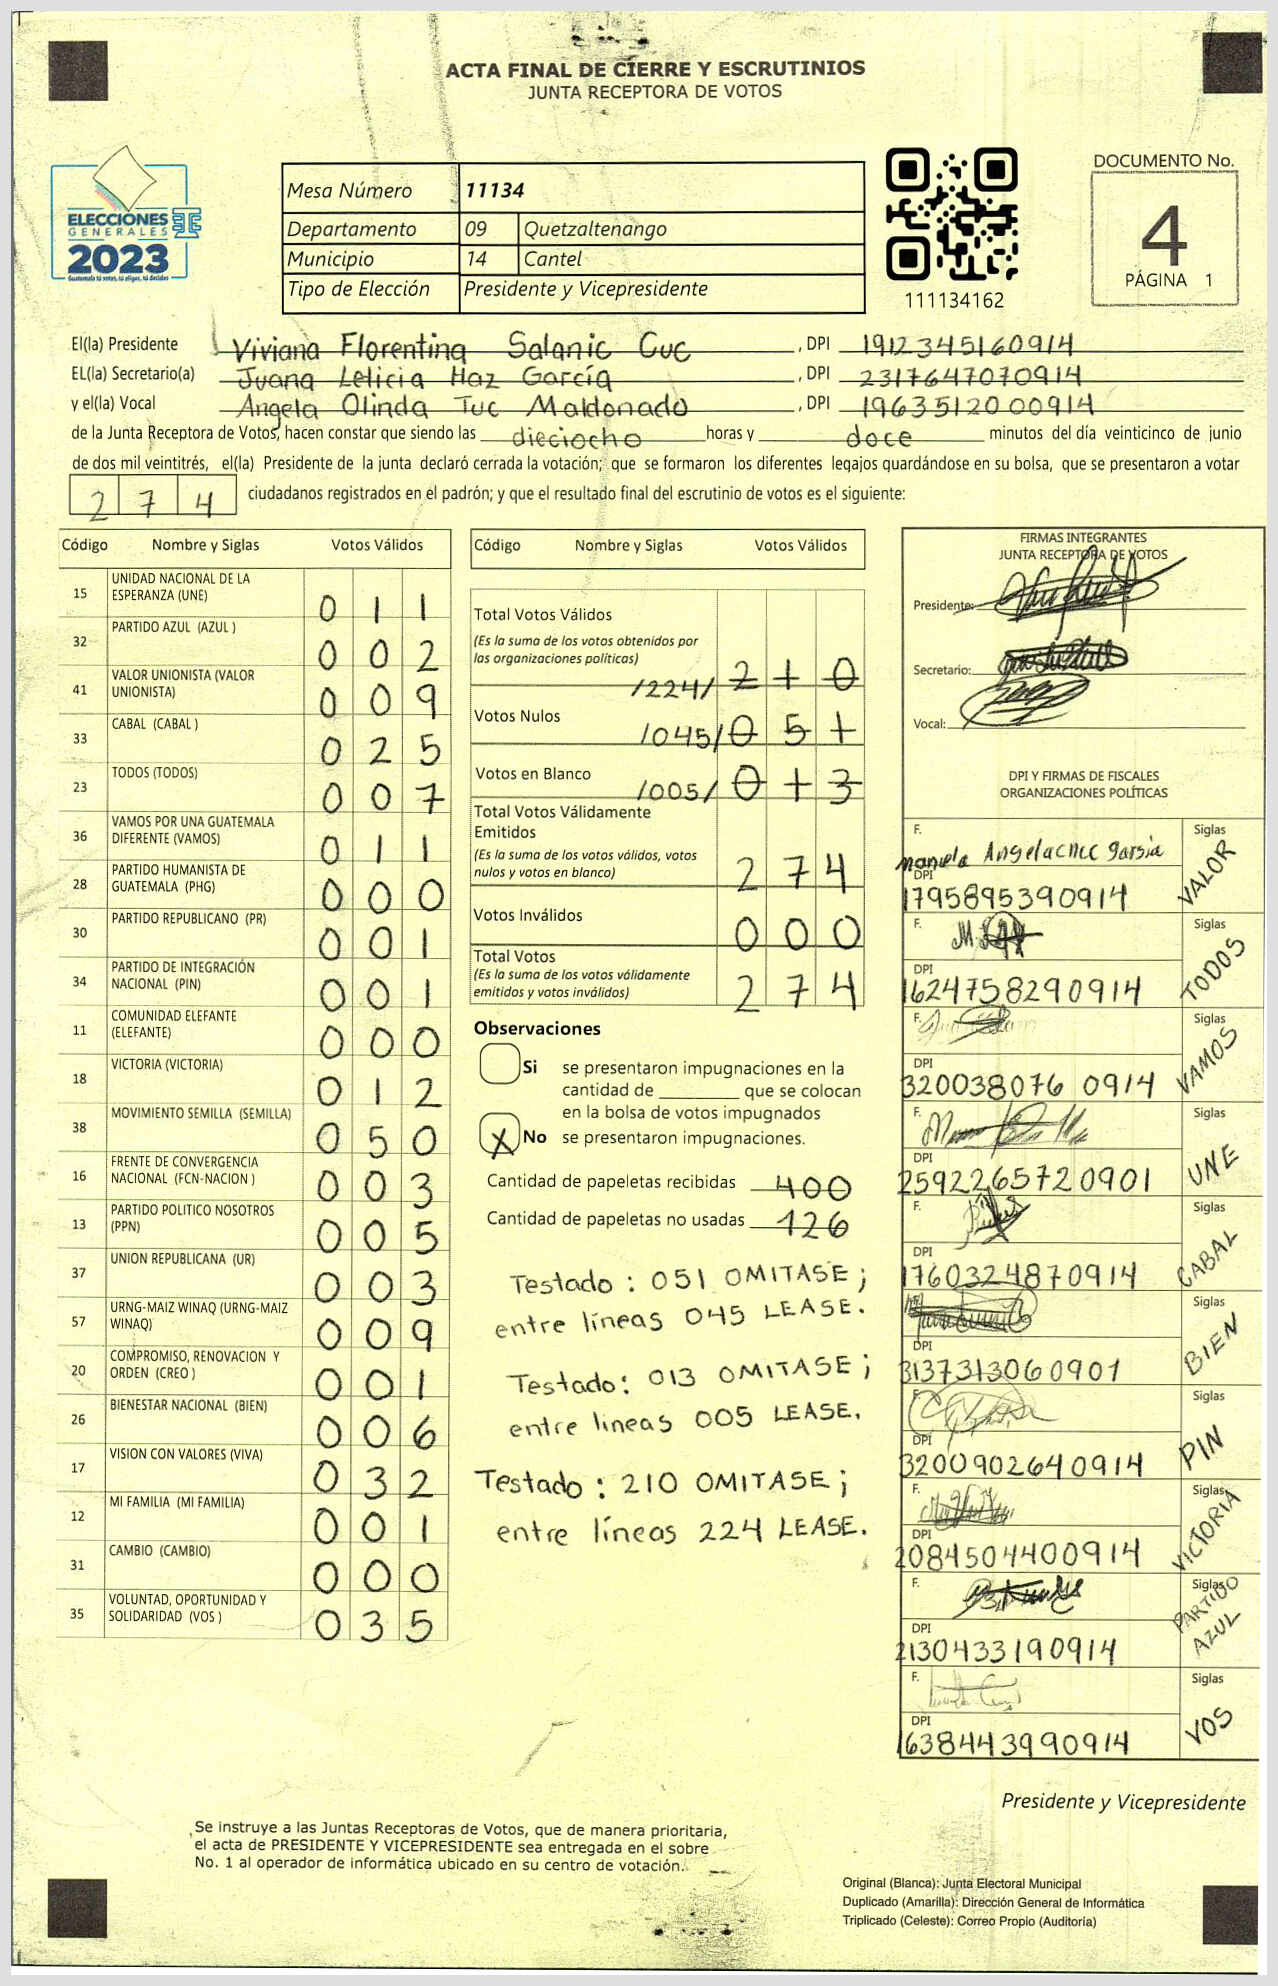 ACTA FINAL DE CIERRE Y ESCRUTINIOS
JUNTA RECEPTORA DE VOTOS
ELECCIONES
GENERALES
2023
Guatemala tú votas, tú eliges, tú decides
Mesa Número 11134
Departamento 09 Quetzaltenango
Municipio 14 Cantel
Tipo de Elección Presidente y Vicepresidente
111134162
DOCUMENTO No.
4
PÁGINA 1
El(la) Presidente Viviana Florentina Salanic Cuc , DPI 1912345160914
EL(la) Secretario(a) Juana Leticia Haz García , DPI 2317647070914
y el(la) Vocal Angela Olinda Tuc Maldonado , DPI 1963512000914
de la Junta Receptora de Votos, hacen constar que siendo las dieciocho horas y doce minutos del día veinticinco de junio
de dos mil veintitrés, el(la) Presidente de la junta declaró cerrada la votación; que se formaron los diferentes legajos guardándose en su bolsa, que se presentaron a votar
2 7 4 ciudadanos registrados en el padrón; y que el resultado final del escrutinio de votos es el siguiente:
Código Nombre y Siglas Votos Válidos
15 UNIDAD NACIONAL DE LA ESPERANZA (UNE) 0 1 1
32 PARTIDO AZUL (AZUL ) 0 0 2
41 VALOR UNIONISTA (VALOR UNIONISTA) 0 0 9
33 CABAL (CABAL ) 0 2 5
23 TODOS (TODOS) 0 0 7
36 VAMOS POR UNA GUATEMALA DIFERENTE (VAMOS) 0 1 1
28 PARTIDO HUMANISTA DE GUATEMALA (PHG) 0 0 0
30 PARTIDO REPUBLICANO (PR) 0 0 1
34 PARTIDO DE INTEGRACIÓN NACIONAL (PIN) 0 0 1
11 COMUNIDAD ELEFANTE (ELEFANTE) 0 0 0
18 VICTORIA (VICTORIA) 0 1 2
38 MOVIMIENTO SEMILLA (SEMILLA) 0 5 0
16 FRENTE DE CONVERGENCIA NACIONAL (FCN-NACION ) 0 0 3
13 PARTIDO POLITICO NOSOTROS (PPN) 0 0 5
37 UNION REPUBLICANA (UR) 0 0 3
57 URNG-MAIZ WINAQ (URNG-MAIZ WINAQ) 0 0 9
20 COMPROMISO, RENOVACION Y ORDEN (CREO ) 0 0 1
26 BIENESTAR NACIONAL (BIEN) 0 0 6
17 VISION CON VALORES (VIVA) 0 3 2
12 MI FAMILIA (MI FAMILIA) 0 0 1
31 CAMBIO (CAMBIO) 0 0 0
35 VOLUNTAD, OPORTUNIDAD Y SOLIDARIDAD (VOS ) 0 3 5
Código Nombre y Siglas Votos Válidos
Total Votos Válidos
(Es la suma de los votos obtenidos por
las organizaciones políticas)
/224/ 2 1 0
Votos Nulos /045/ 0 5 1
Votos en Blanco /005/ 0 1 3
Total Votos Válidamente
Emitidos
(Es la suma de los votos válidos, votos
nulos y votos en blanco) 2 7 4
Votos Inválidos 0 0 0
Total Votos
(Es la suma de los votos válidamente
emitidos y votos inválidos) 2 7 4
Observaciones
Si se presentaron impugnaciones en la
cantidad de ________ que se colocan
en la bolsa de votos impugnados
X No se presentaron impugnaciones.
Cantidad de papeletas recibidas 400
Cantidad de papeletas no usadas 126
Testado : 051 OMITASE ;
entre líneas 045 LEASE.
Testado: 013 OMITASE ;
entre lineas 005 LEASE.
Testado : 210 OMITASE ;
entre líneas 224 LEASE.
FIRMAS INTEGRANTES
JUNTA RECEPTORA DE VOTOS
Presidente:
Secretario:
Vocal:
DPI Y FIRMAS DE FISCALES
ORGANIZACIONES POLÍTICAS
F. Siglas
DPI 1795895390914 VALOR
F. Siglas
DPI 1624758290914 TODOS
F. Siglas
DPI 320038076 0914 VAMOS
F. Siglas
DPI 2592265720901 UNE
F. Siglas
DPI 1760324870914 CABAL
F. Siglas
DPI 3137313060901 BIEN
F. Siglas
DPI 3200902640914 PIN
F. Siglas
DPI 2084504400914 VICTORIA
F. Siglas
DPI 2130433190914 PARTIDO AZUL
F. Siglas
DPI 1638443990914 VOS
Presidente y Vicepresidente
Se instruye a las Juntas Receptoras de Votos, que de manera prioritaria,
el acta de PRESIDENTE Y VICEPRESIDENTE sea entregada en el sobre
No. 1 al operador de informática ubicado en su centro de votación.
Original (Blanca): Junta Electoral Municipal
Duplicado (Amarilla): Dirección General de Informática
Triplicado (Celeste): Correo Propio (Auditoría)